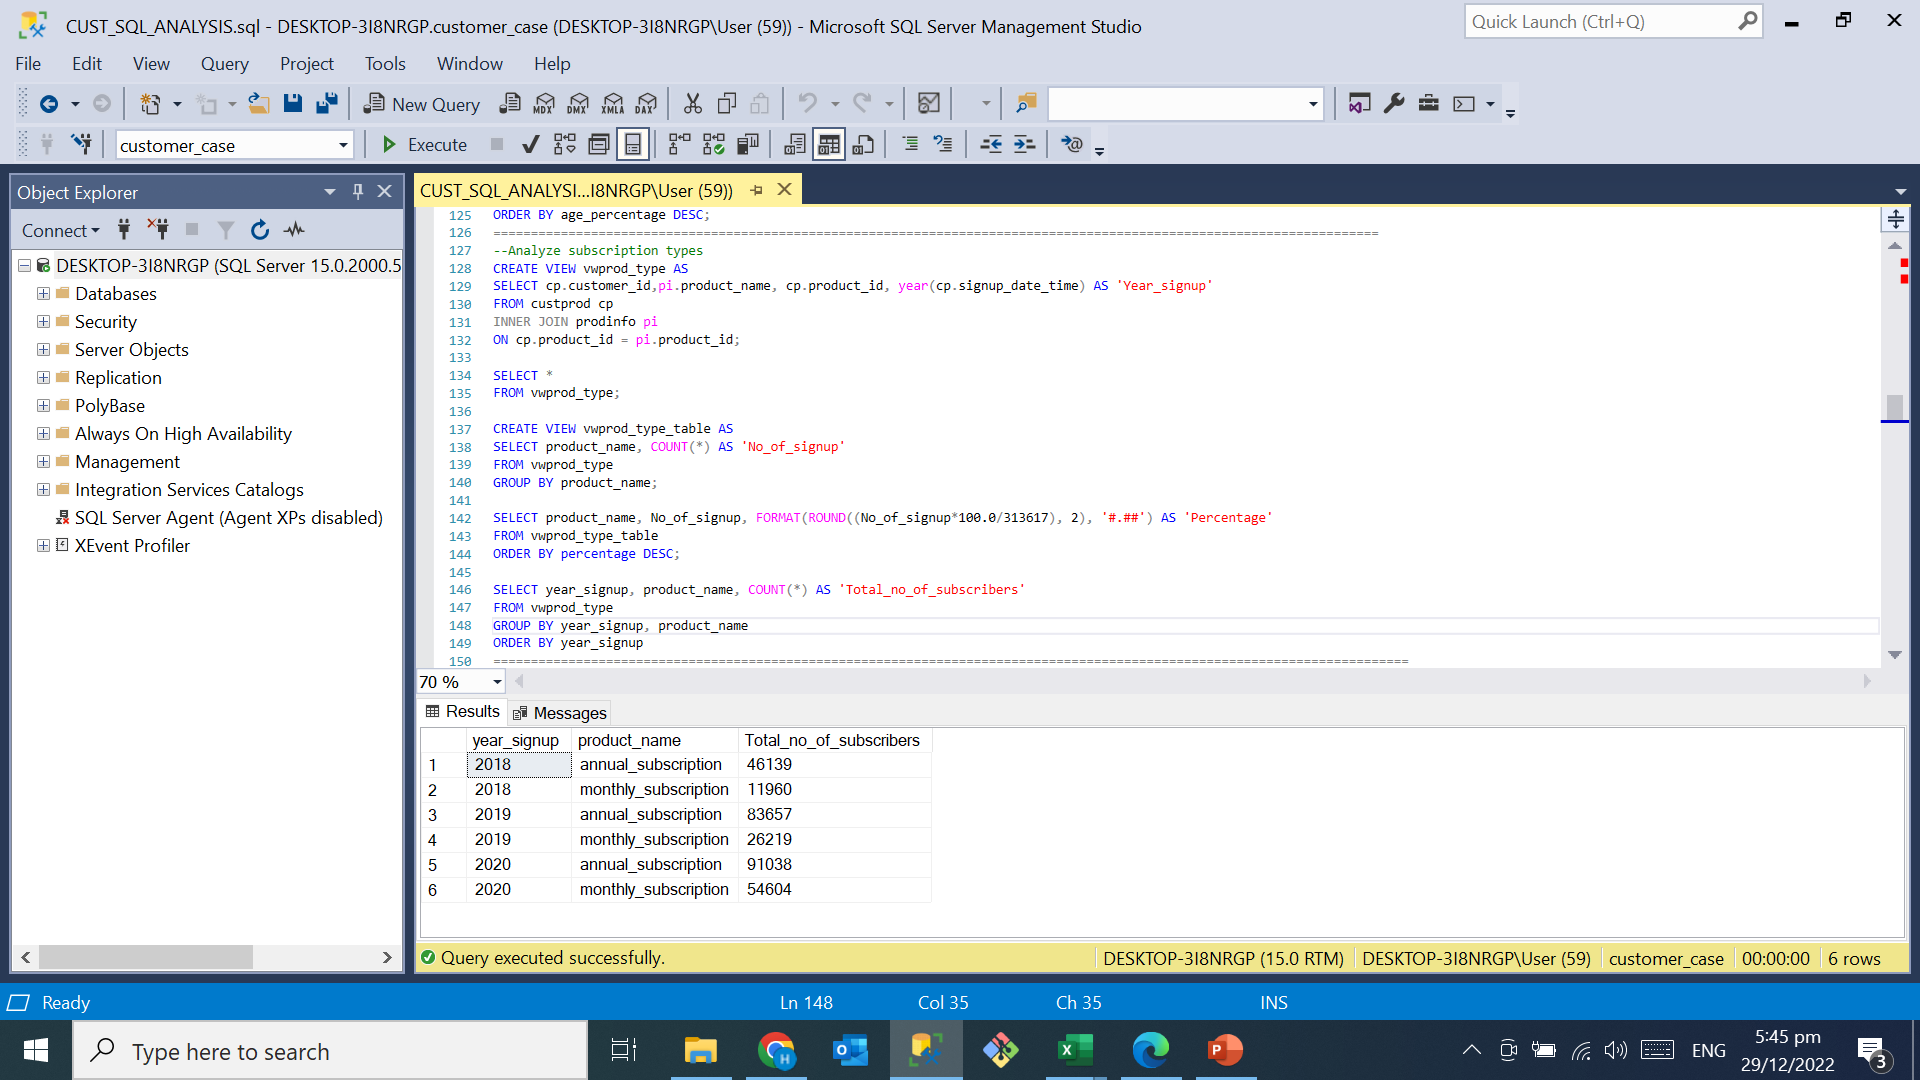 CUST_SQL_ANALYSIS.sql - DESKTOP-3I8NRGP.customer_case (DESKTOP-3I8NRGP\User (59)) - Microsoft SQL Server Management Studio
Quick Launch (Ctrl+Q)
File Edit View Query Project Tools Window Help
New Query MDX DMX XMLA DAX
customer_case Execute
Object Explorer
Connect
DESKTOP-3I8NRGP (SQL Server 15.0.2000.5
Databases
Security
Server Objects
Replication
PolyBase
Always On High Availability
Management
Integration Services Catalogs
SQL Server Agent (Agent XPs disabled)
XEvent Profiler
CUST_SQL_ANALYSI...I8NRGP\User (59))
125 ORDER BY age_percentage DESC;
126 ======================================================================================================================
127 --Analyze subscription types
128 CREATE VIEW vwprod_type AS
129 SELECT cp.customer_id,pi.product_name, cp.product_id, year(cp.signup_date_time) AS 'Year_signup'
130 FROM custprod cp
131 INNER JOIN prodinfo pi
132 ON cp.product_id = pi.product_id;
133
134 SELECT *
135 FROM vwprod_type;
136
137 CREATE VIEW vwprod_type_table AS
138 SELECT product_name, COUNT(*) AS 'No_of_signup'
139 FROM vwprod_type
140 GROUP BY product_name;
141
142 SELECT product_name, No_of_signup, FORMAT(ROUND((No_of_signup*100.0/313617), 2), '#.##') AS 'Percentage'
143 FROM vwprod_type_table
144 ORDER BY percentage DESC;
145
146 SELECT year_signup, product_name, COUNT(*) AS 'Total_no_of_subscribers'
147 FROM vwprod_type
148 GROUP BY year_signup, product_name
149 ORDER BY year_signup
150 ==========================================================================================================================
70 %
Results Messages
year_signup product_name Total_no_of_subscribers
1 2018 annual_subscription 46139
2 2018 monthly_subscription 11960
3 2019 annual_subscription 83657
4 2019 monthly_subscription 26219
5 2020 annual_subscription 91038
6 2020 monthly_subscription 54604
Query executed successfully. DESKTOP-3I8NRGP (15.0 RTM) DESKTOP-3I8NRGP\User (59) customer_case 00:00:00 6 rows
Ready Ln 148 Col 35 Ch 35 INS
Type here to search
ENG
5:45 pm
29/12/2022
3